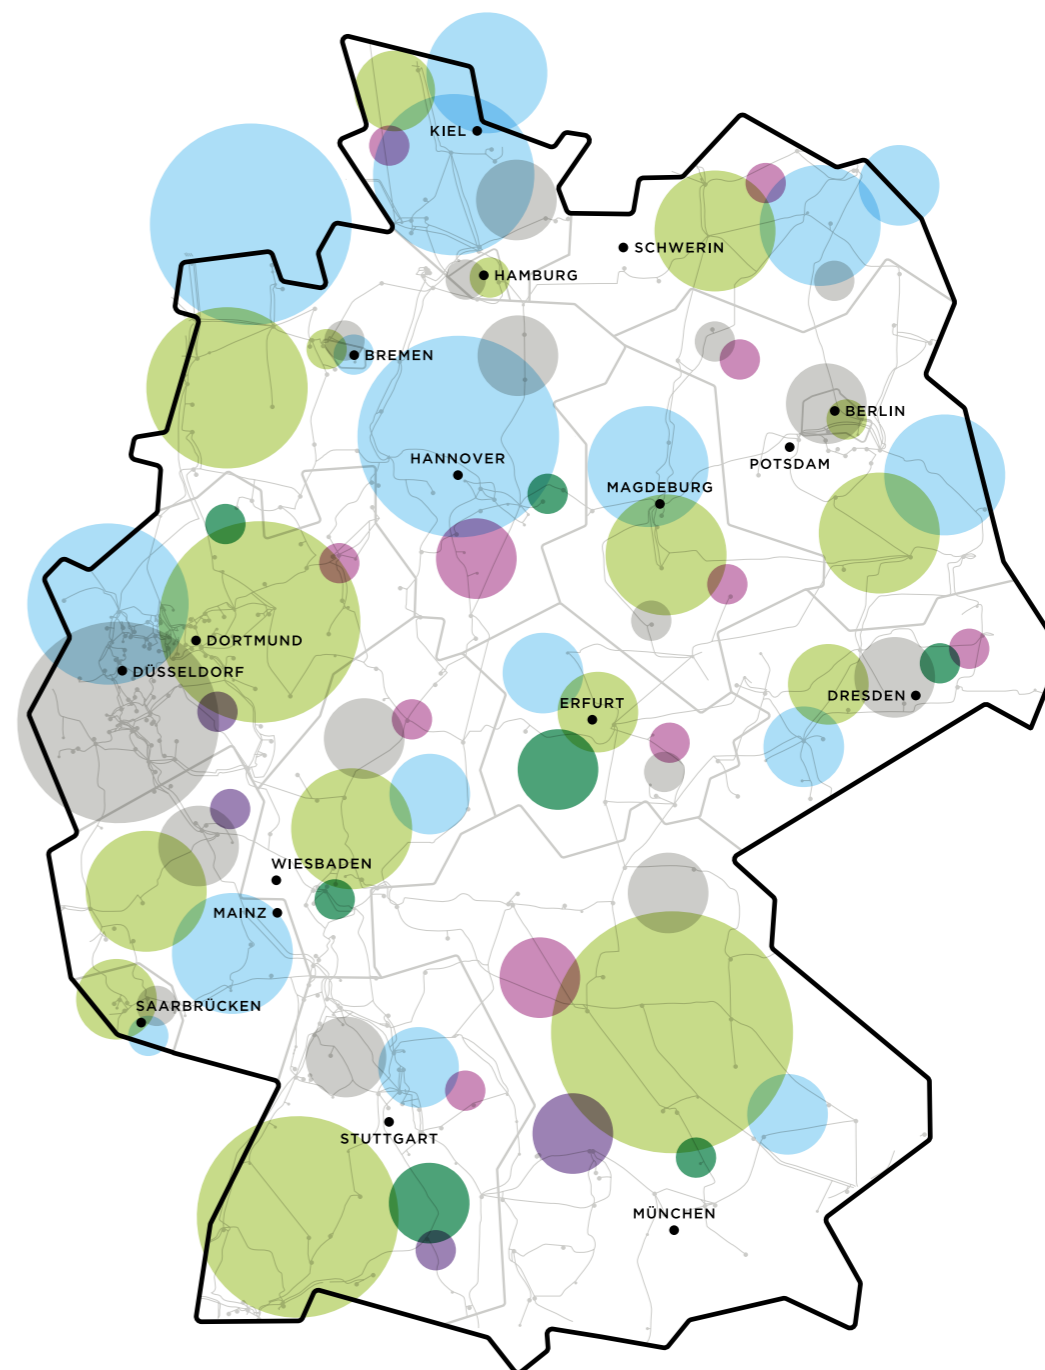 KIEL
SCHWERIN
HAMBURG
BREMEN
BERLIN
HANNOVER
POTSDAM
MAGDEBURG
DORTMUND
DÜSSELDORF
DRESDEN
ERFURT
WIESBADEN
MAINZ
SAARBRÜCKEN
STUTTGART
MÜNCHEN